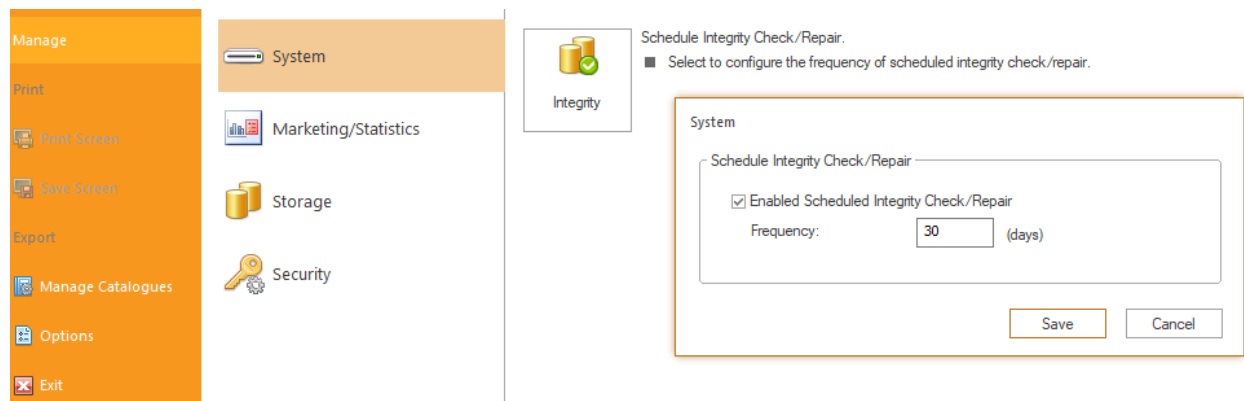 Manage
Print
Print Screen
Save Screen
Export
Manage Catalogues
Options
Exit
System
Marketing/Statistics
Storage
Security
Integrity
Schedule Integrity Check/Repair.
Select to configure the frequency of scheduled integrity check/repair.
System
Schedule Integrity Check/Repair
Enabled Scheduled Integrity Check/Repair
Frequency: 30 (days)
Save Cancel